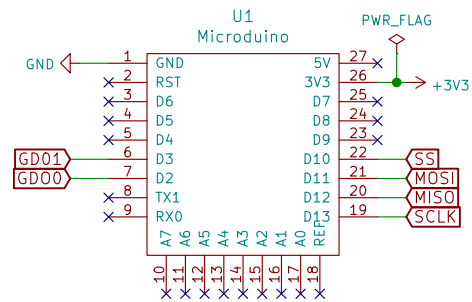 U1
Microduino
PWR_FLAG
GND 1 GND 5V 27
2 RST 3V3 26 +3V3
3 D6 D7 25
4 D5 D8 24
5 D4 D9 23
GDO1 6 D3 D10 22 SS
GDO0 7 D2 D11 21 MOSI
8 TX1 D12 20 MISO
9 RX0 D13 19 SCLK
A7 A6 A5 A4 A3 A2 A1 A0 REF
10 11 12 13 14 15 16 17 18